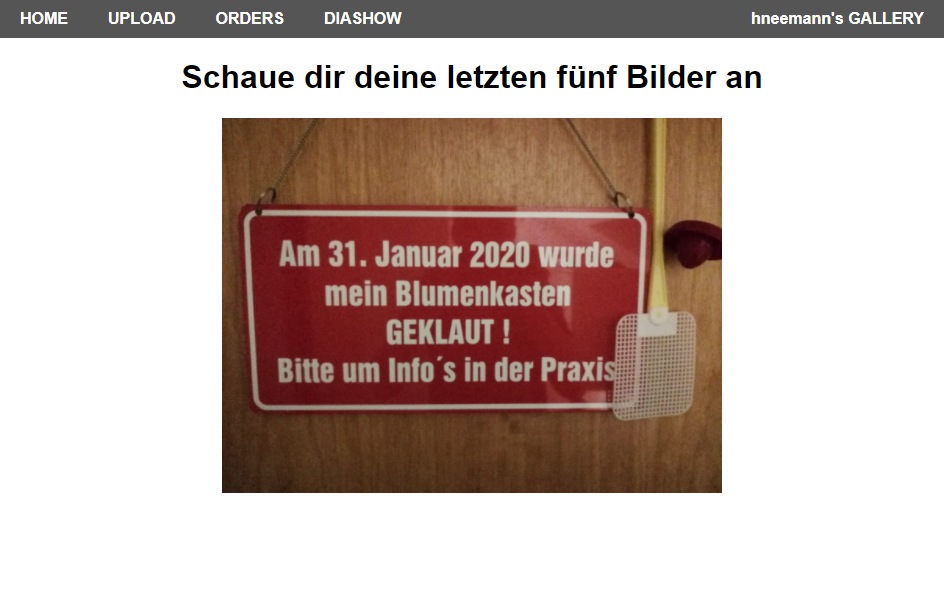 HOME UPLOAD ORDERS DIASHOW hneemann's GALLERY
Schaue dir deine letzten fünf Bilder an
Am 31. Januar 2020 wurde
mein Blumenkasten
GEKLAUT !
Bitte um Info´s in der Praxis